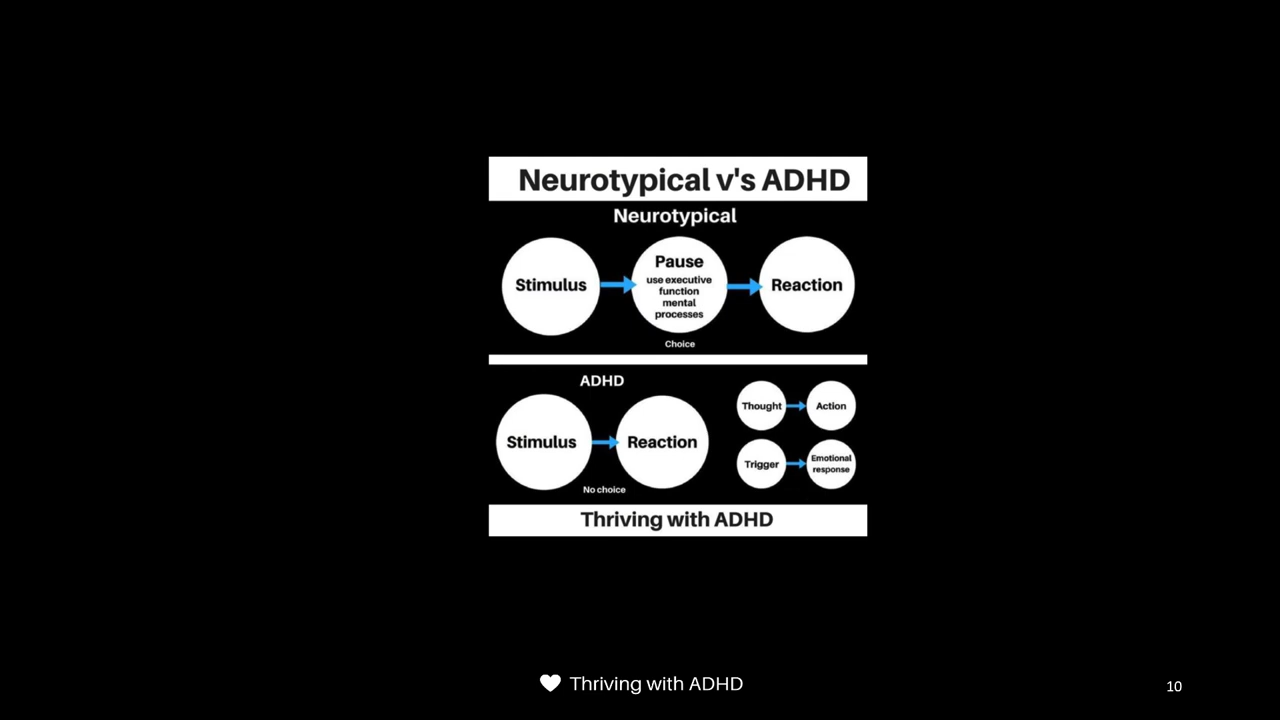 Neurotypical v's ADHD
Neurotypical
Stimulus
Pause
use executive
function
mental
processes
Reaction
Choice
ADHD
Stimulus
Reaction
No choice
Thought
Action
Trigger
Emotional
response
Thriving with ADHD
Thriving with ADHD
10